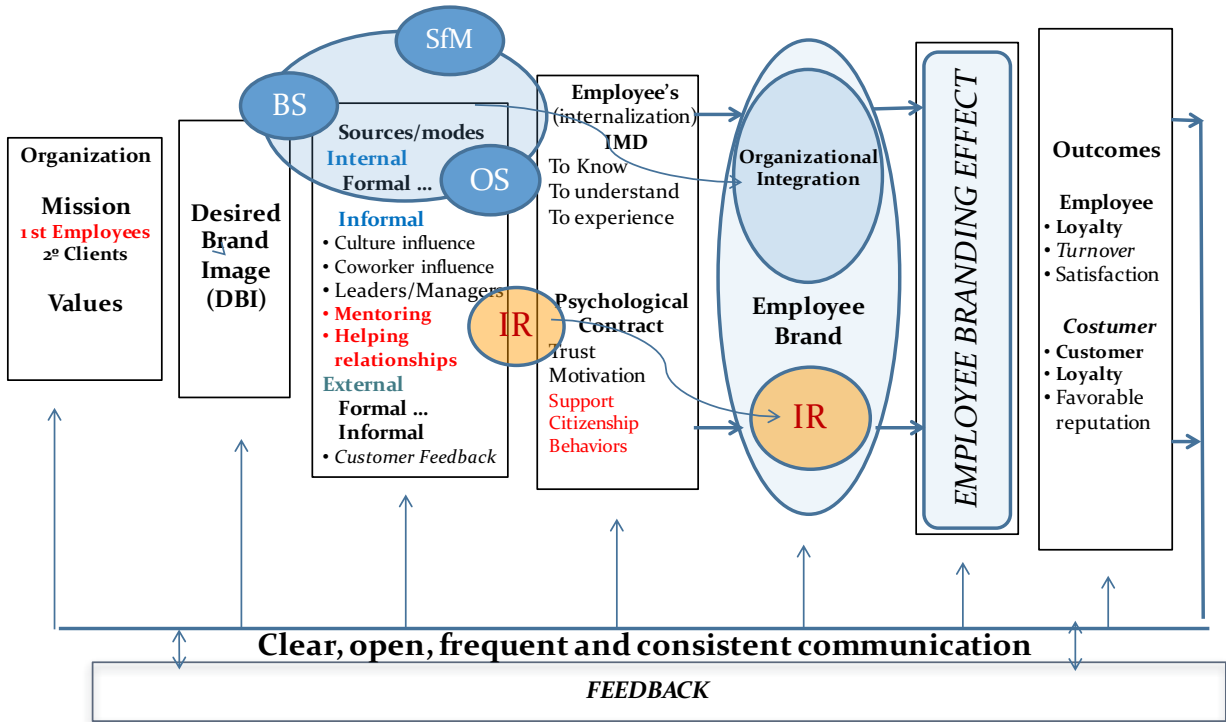 Organization
Mission
1st Employees
2º Clients
Values
Desired
Brand
Image
(DBI)
SfM
BS
OS
Sources/modes
Internal
Formal ...
Informal
• Culture influence
• Coworker influence
• Leaders/Managers
• Mentoring
• Helping
relationships
External
Formal ...
Informal
• Customer Feedback
IR
Employee's
(internalization)
IMD
To Know
To understand
To experience
Psychological
Contract
Trust
Motivation
Support
Citizenship
Behaviors
Organizational
Integration
Employee
Brand
IR
EMPLOYEE BRANDING EFFECT
Outcomes
Employee
• Loyalty
• Turnover
• Satisfaction
Costumer
• Customer
• Loyalty
• Favorable
reputation
Clear, open, frequent and consistent communication
FEEDBACK